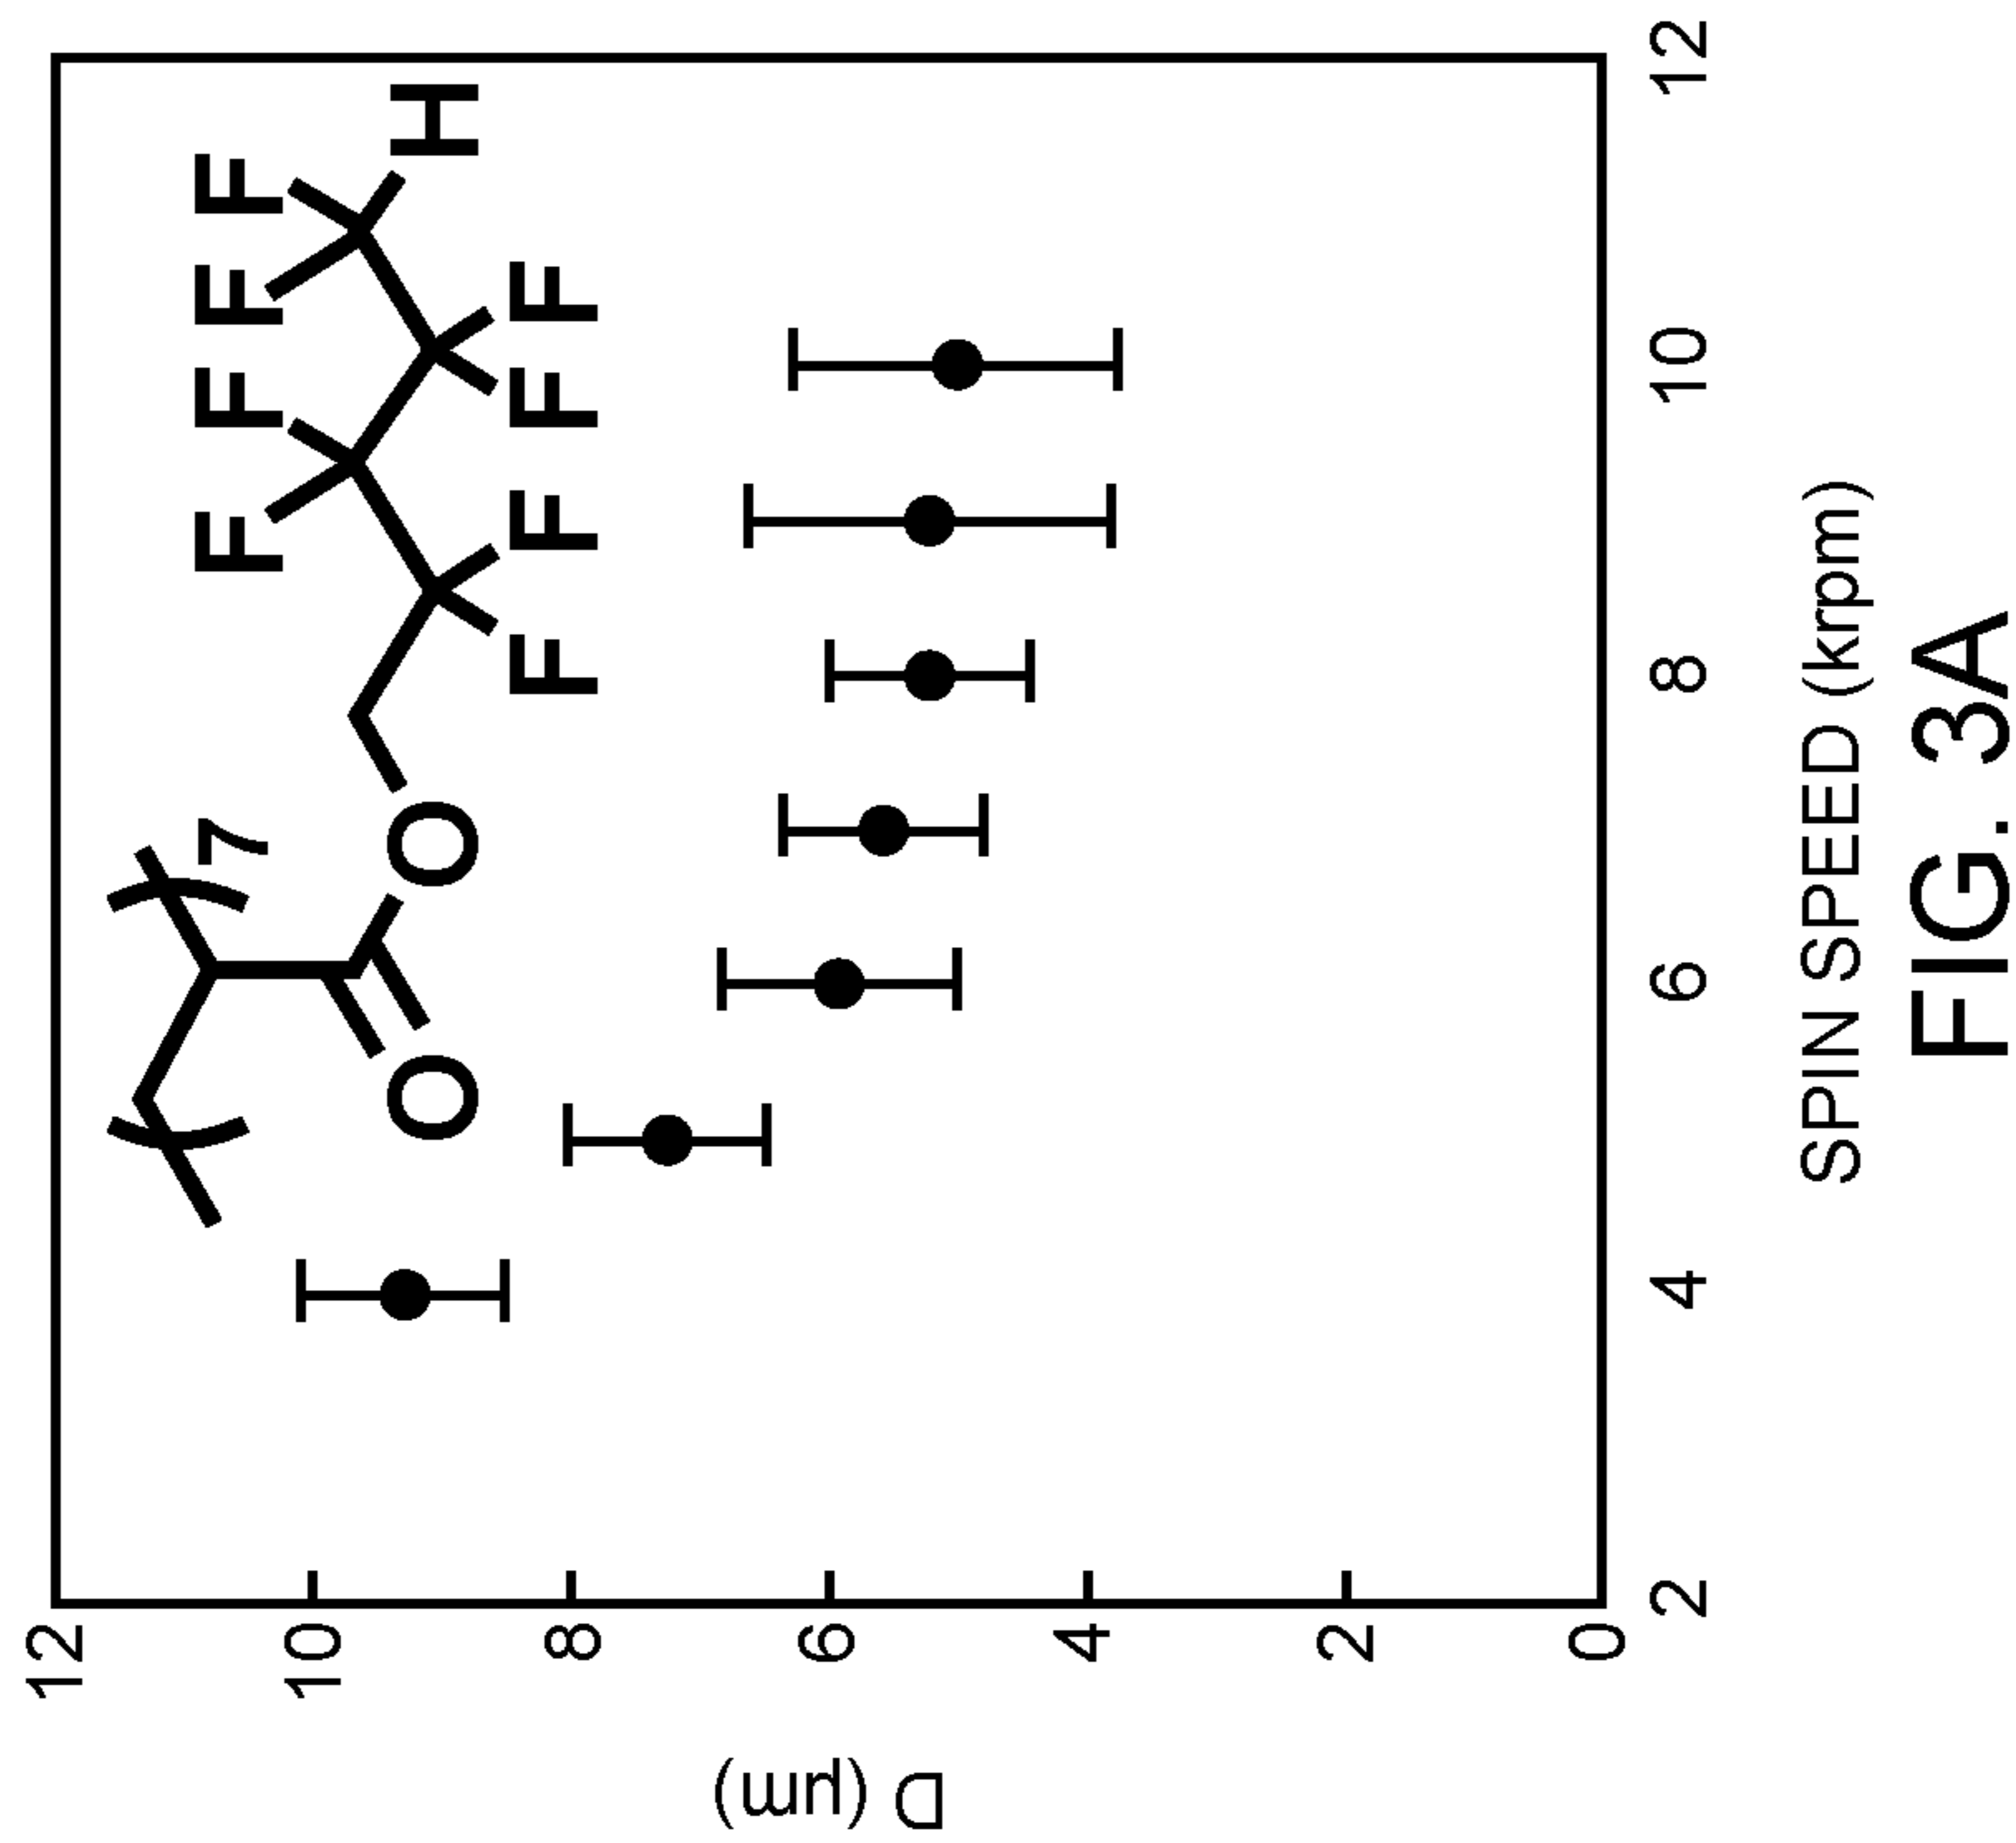 12
7 F F F F
10
O O H
F F F F
8
D (µm)
6
4
2
0
2 4 6 8 10 12
SPIN SPEED (krpm)
FIG. 3A